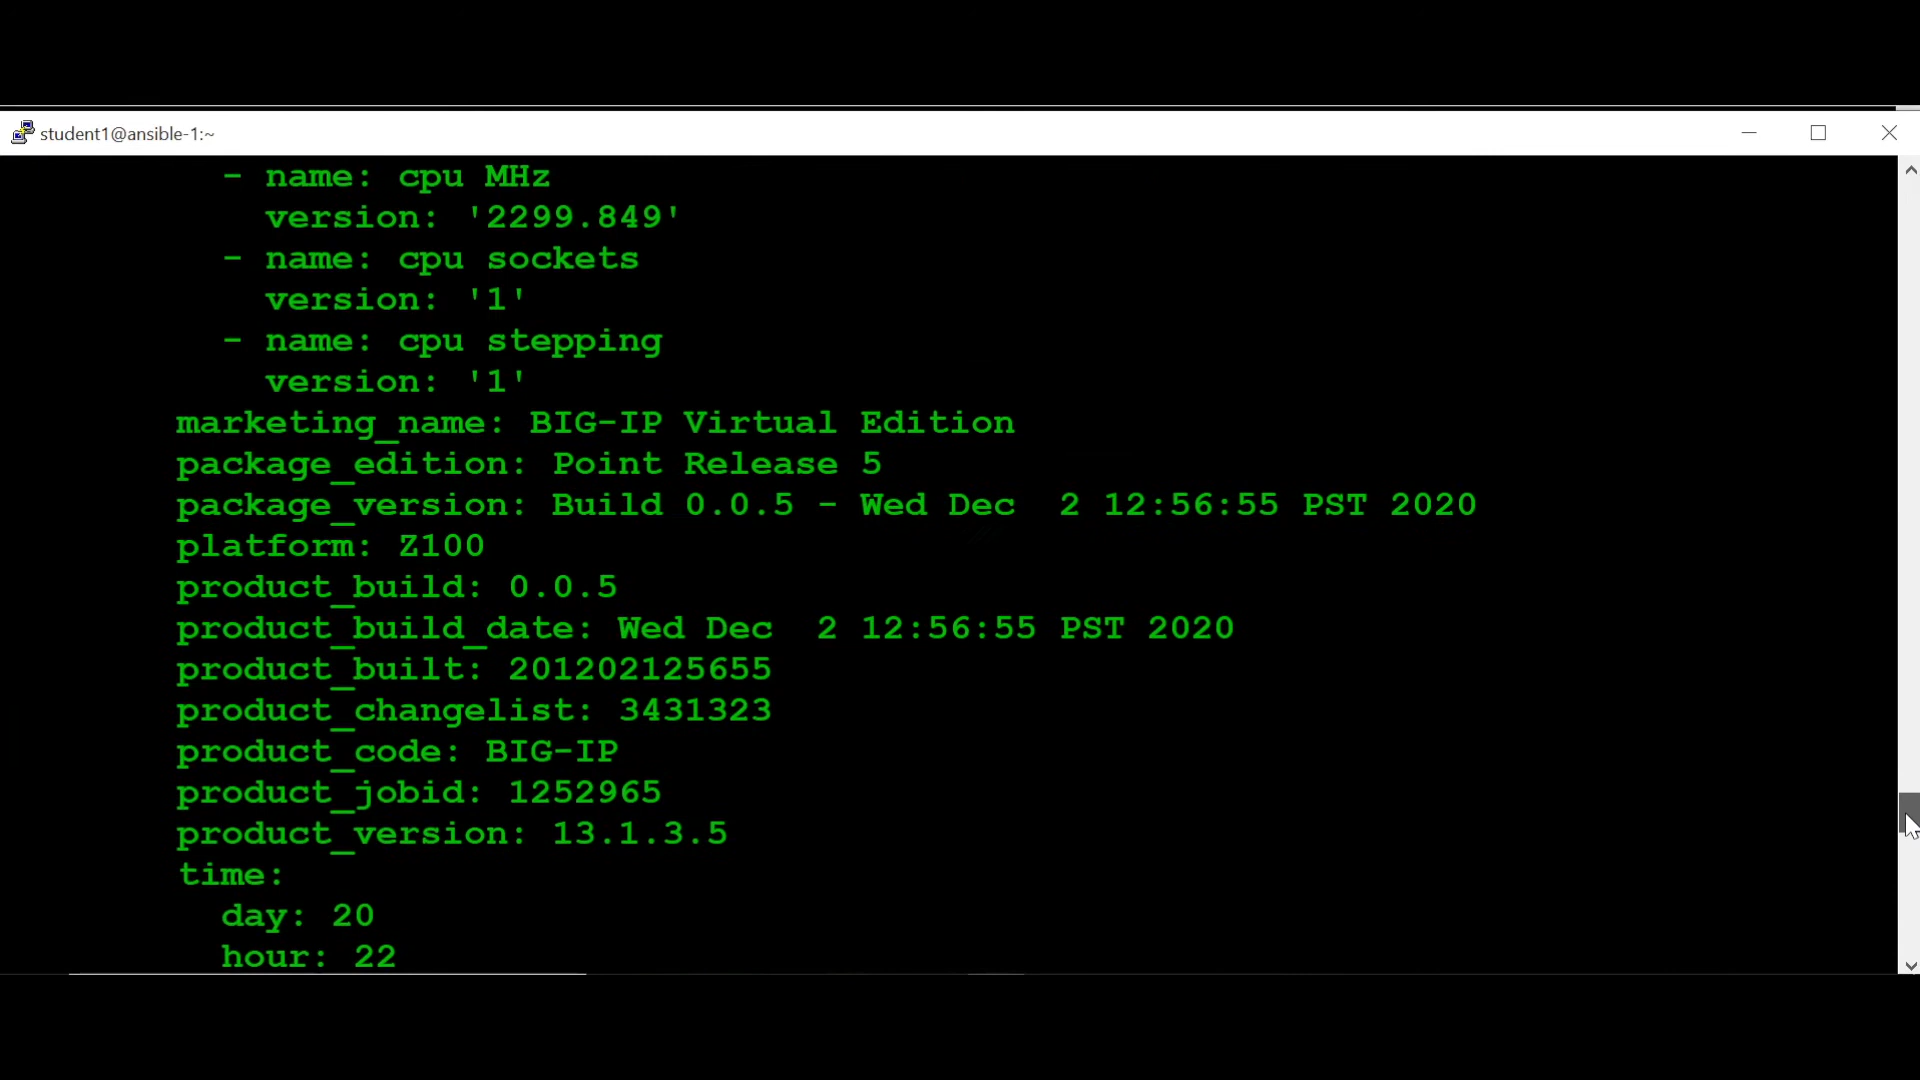 student1@ansible-1:~
- name: cpu MHz
version: '2299.849'
- name: cpu sockets
version: '1'
- name: cpu stepping
version: '1'
marketing_name: BIG-IP Virtual Edition
package_edition: Point Release 5
package_version: Build 0.0.5 - Wed Dec  2 12:56:55 PST 2020
platform: Z100
product_build: 0.0.5
product_build_date: Wed Dec  2 12:56:55 PST 2020
product_built: 201202125655
product_changelist: 3431323
product_code: BIG-IP
product_jobid: 1252965
product_version: 13.1.3.5
time:
day: 20
hour: 22